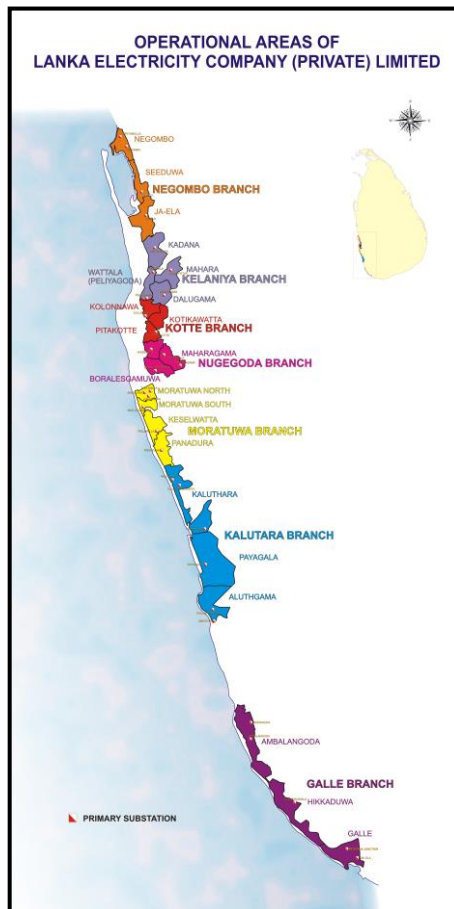 OPERATIONAL AREAS OF
LANKA ELECTRICITY COMPANY (PRIVATE) LIMITED
NEGOMBO
SEEDUWA
NEGOMBO BRANCH
JA-ELA
KADANA
WATTALA
(PELIYAGODA)
MAHARA
KELANIYA BRANCH
DALUGAMA
KOLONNAWA
KOTIKAWATTA
PITAKOTTE
KOTTE BRANCH
MAHARAGAMA
NUGEGODA BRANCH
BORALESGAMUWA
MORATUWA NORTH
MORATUWA SOUTH
KESELWATTA
MORATUWA BRANCH
PANADURA
KALUTHARA
KALUTARA BRANCH
PAYAGALA
ALUTHGAMA
AMBALANGODA
GALLE BRANCH
HIKKADUWA
PRIMARY SUBSTATION
GALLE